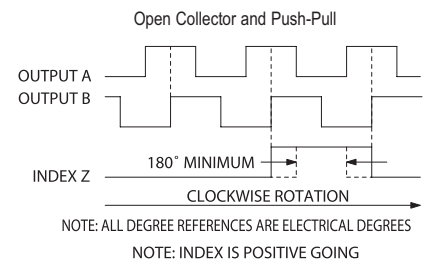 Open Collector and Push-Pull
OUTPUT A
OUTPUT B
180° MINIMUM
INDEX Z
CLOCKWISE ROTATION
NOTE: ALL DEGREE REFERENCES ARE ELECTRICAL DEGREES
NOTE: INDEX IS POSITIVE GOING